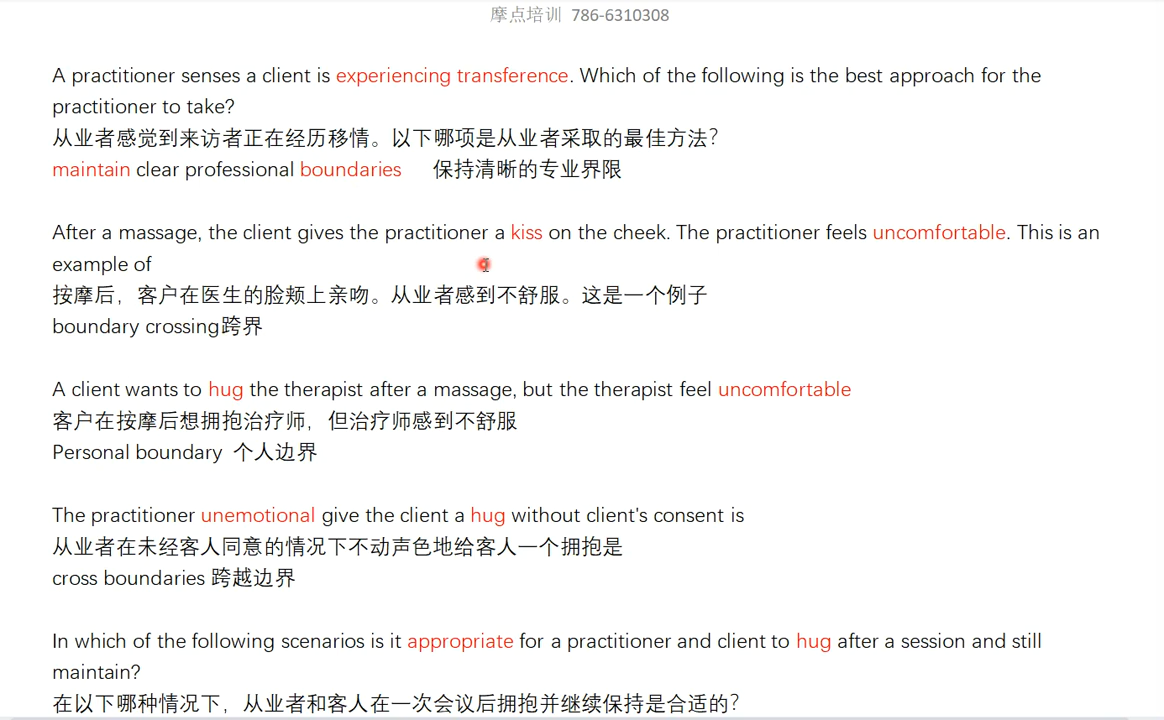 摩点培训 786-6310308
A practitioner senses a client is experiencing transference. Which of the following is the best approach for the
practitioner to take?
从业者感觉到来访者正在经历移情。以下哪项是从业者采取的最佳方法？
maintain clear professional boundaries 保持清晰的专业界限
After a massage, the client gives the practitioner a kiss on the cheek. The practitioner feels uncomfortable. This is an
example of
按摩后，客户在医生的脸颊上亲吻。从业者感到不舒服。这是一个例子
boundary crossing跨界
A client wants to hug the therapist after a massage, but the therapist feel uncomfortable
客户在按摩后想拥抱治疗师，但治疗师感到不舒服
Personal boundary 个人边界
The practitioner unemotional give the client a hug without client's consent is
从业者在未经客人同意的情况下不动声色地给客人一个拥抱是
cross boundaries 跨越边界
In which of the following scenarios is it appropriate for a practitioner and client to hug after a session and still
maintain?
在以下哪种情况下，从业者和客人在一次会议后拥抱并继续保持是合适的？